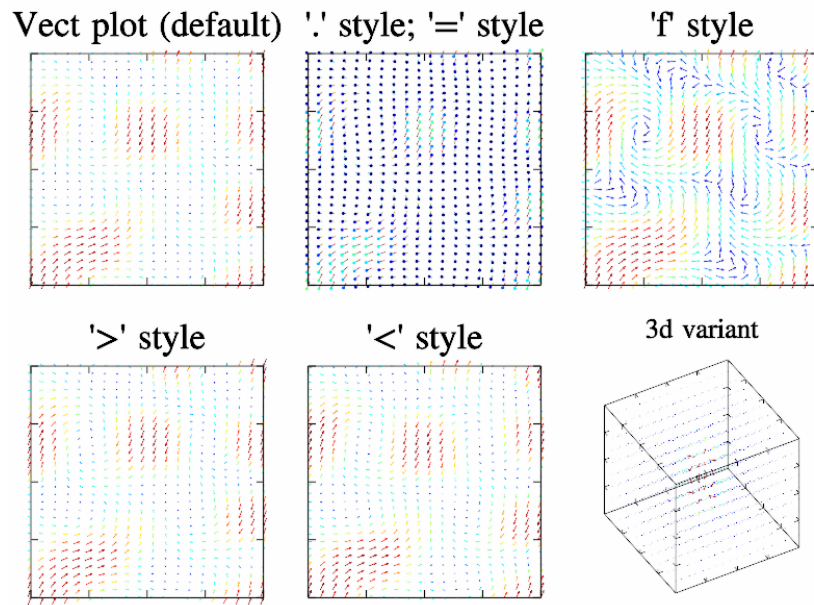 Vect plot (default)
'.' style; '=' style
'f' style
'>' style
'<' style
3d variant